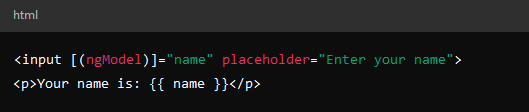 html
<input [(ngModel)]="name" placeholder="Enter your name">
<p>Your name is: {{ name }}</p>